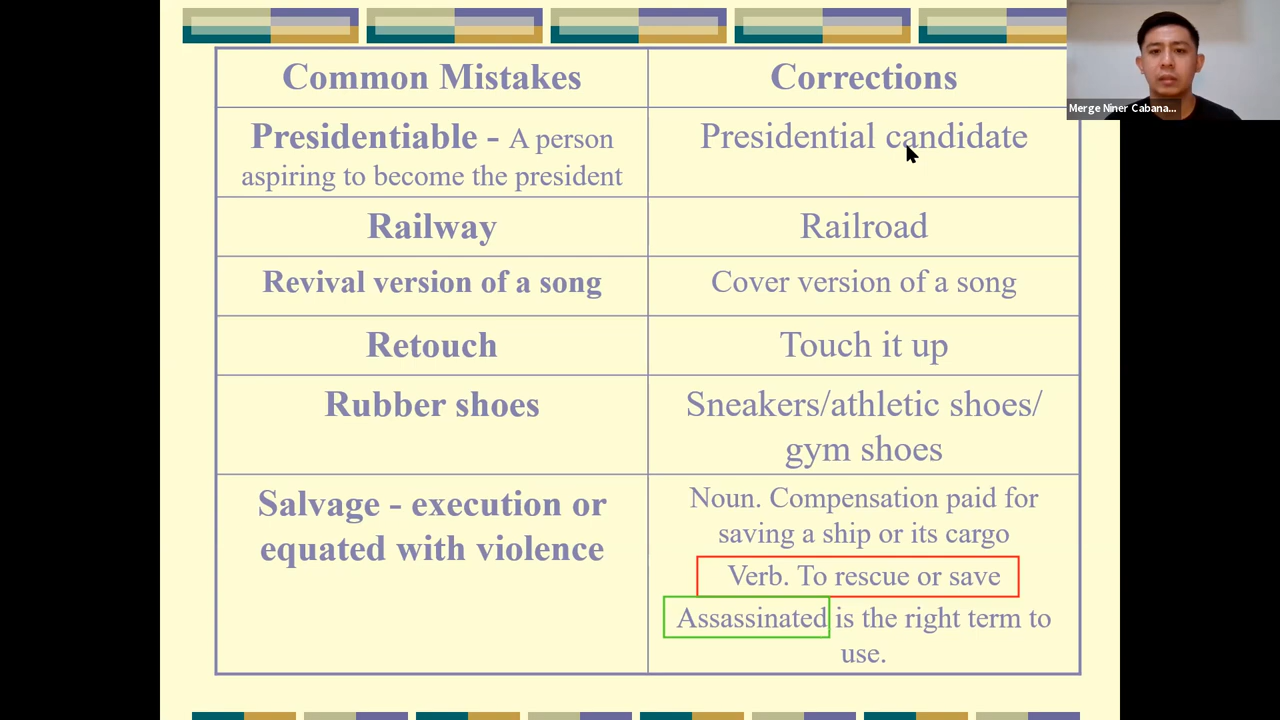 Common Mistakes
Corrections
Presidentiable - A person
aspiring to become the president
Presidential candidate
Railway
Railroad
Revival version of a song
Cover version of a song
Retouch
Touch it up
Rubber shoes
Sneakers/athletic shoes/
gym shoes
Salvage - execution or
equated with violence
Noun. Compensation paid for
saving a ship or its cargo
Verb. To rescue or save
Assassinated is the right term to
use.
Merge Niner Cabana...